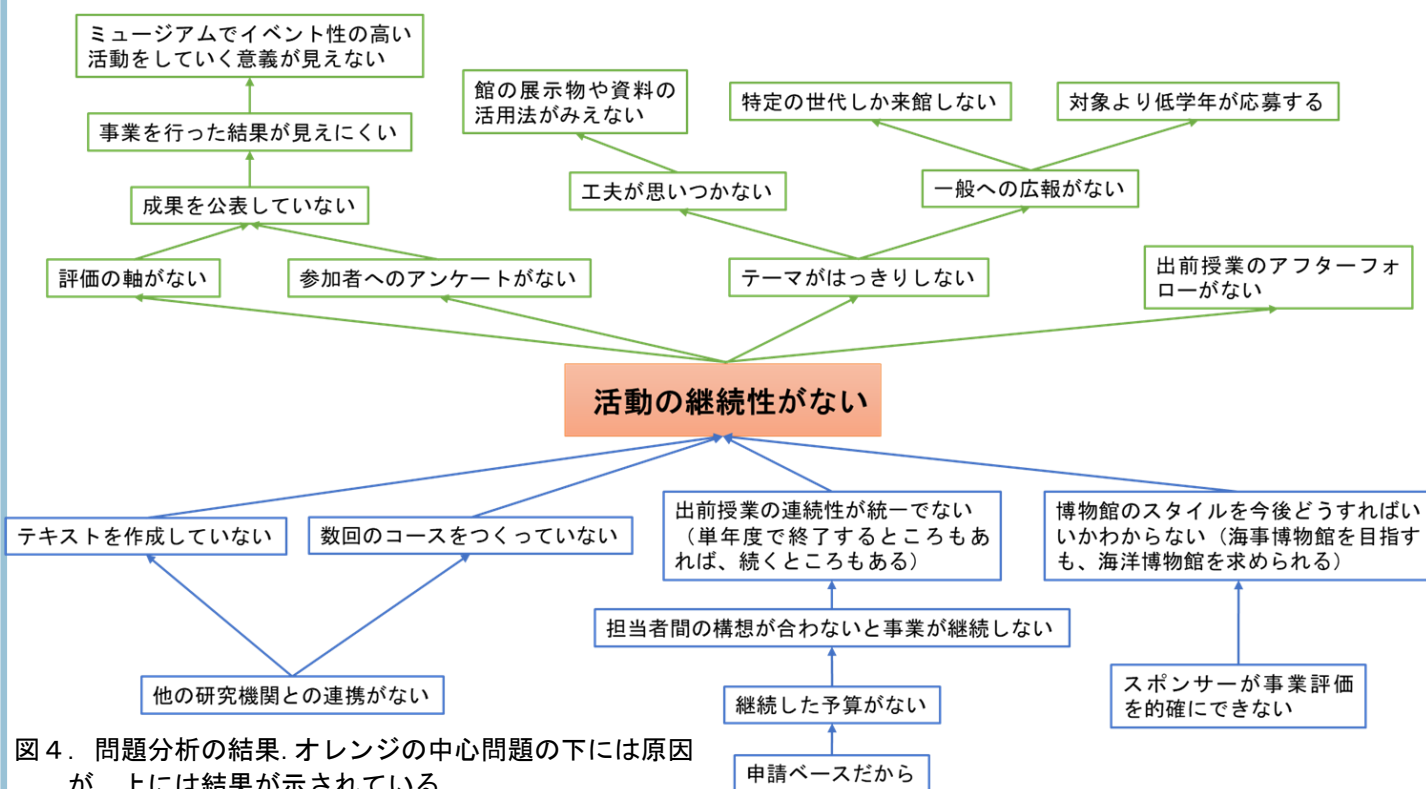 ミュージアムでイベント性の高い
活動をしていく意義が見えない
館の展示物や資料の
活用法がみえない
特定の世代しか来館しない
対象より低学年が応募する
事業を行った結果が見えにくい
工夫が思いつかない
一般への広報がない
成果を公表していない
評価の軸がない
参加者へのアンケートがない
テーマがはっきりしない
出前授業のアフターフォ
ローがない
活動の継続性がない
テキストを作成していない
数回のコースをつくっていない
出前授業の連続性が統一でない
（単年度で終了するところもあ
れば、続くところもある）
博物館のスタイルを今後どうすればい
いかわからない（海事博物館を目指す
も、海洋博物館を求められる）
担当者間の構想が合わないと事業が継続しない
他の研究機関との連携がない
継続した予算がない
スポンサーが事業評価
を的確にできない
申請ベースだから
図４．問題分析の結果.オレンジの中心問題の下には原因
が、上には結果が示されている